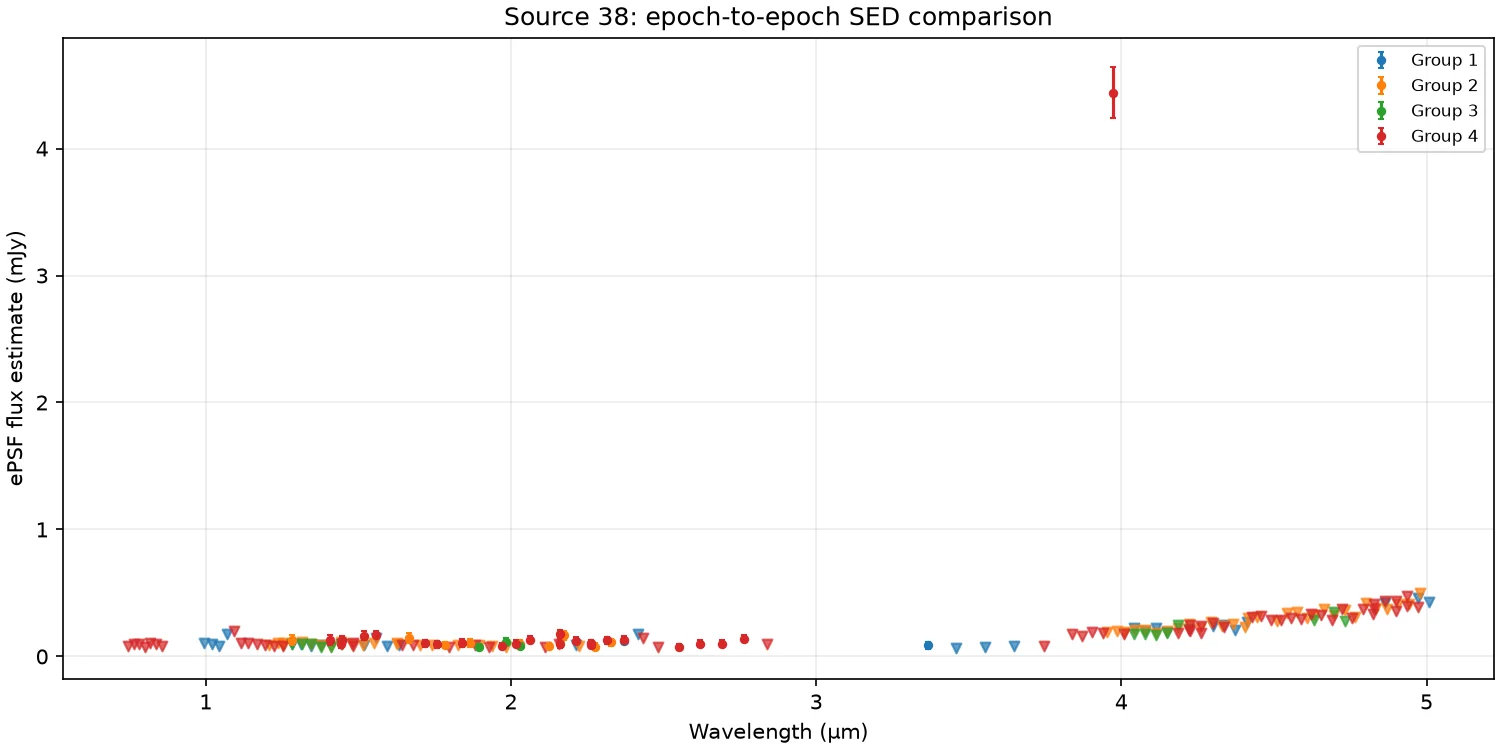 Source 38: epoch-to-epoch SED comparison
ePSF flux estimate (mJy)
4
3
2
1
0
Group 1
Group 2
Group 3
Group 4
1 2 3 4 5
Wavelength (μm)